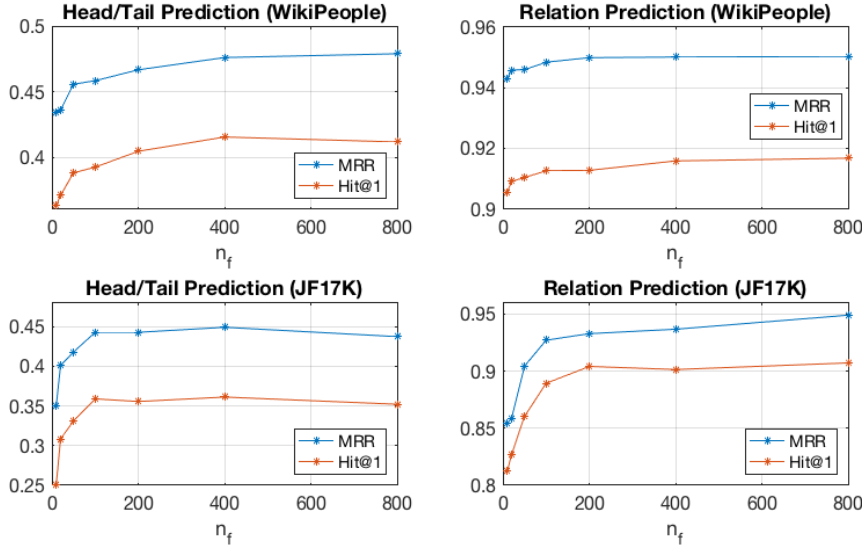 Head/Tail Prediction (WikiPeople)
0.5
0.45
0.4
MRR
Hit@1
0 200 400 600 800
n_f
Relation Prediction (WikiPeople)
0.96
0.94
0.92
0.9
MRR
Hit@1
0 200 400 600 800
n_f
Head/Tail Prediction (JF17K)
0.45
0.4
0.35
0.3
0.25
MRR
Hit@1
0 200 400 600 800
n_f
Relation Prediction (JF17K)
0.95
0.9
0.85
0.8
MRR
Hit@1
0 200 400 600 800
n_f